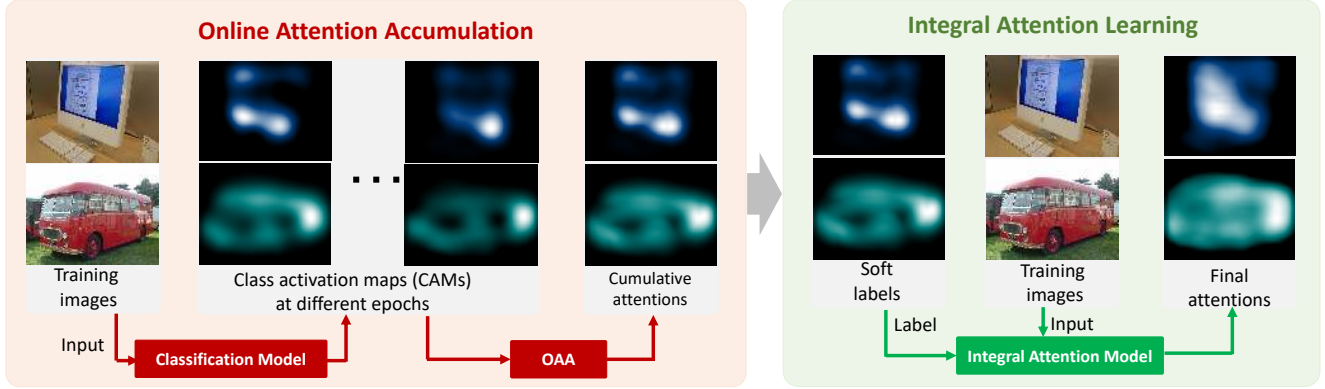 Online Attention Accumulation
Training
images
Class activation maps (CAMs)
at different epochs
Cumulative
attentions
Input
Classification Model
OAA
Integral Attention Learning
Soft
labels
Training
images
Final
attentions
Label
Input
Integral Attention Model